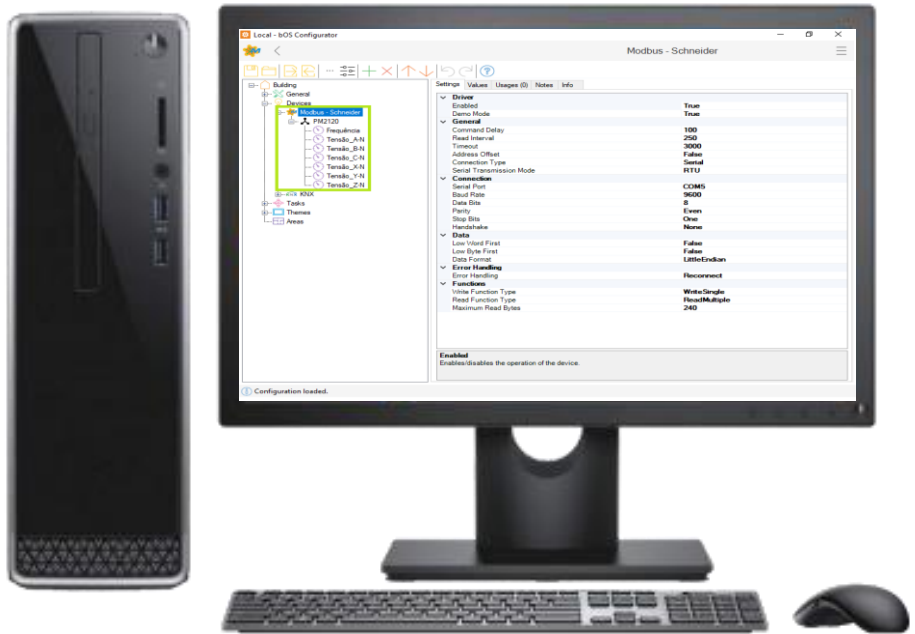 Local - bOS Configurator
Modbus - Schneider
Building
General
Devices
Modbus - Schneider
PM2120
Frequência
Tensão_A-N
Tensão_B-N
Tensão_C-N
Tensão_X-N
Tensão_Y-N
Tensão_Z-N
KNX
Tasks
Themes
Areas
Settings Values Usages (0) Notes Info
Driver
Enabled True
Demo Mode True
General
Command Delay 100
Read Interval 250
Timeout 3000
Address Offset False
Connection Type Serial
Serial Transmission Mode RTU
Connection
Serial Port COM5
Baud Rate 9600
Data Bits 8
Parity Even
Stop Bits One
Handshake None
Data
Low Word First False
Low Byte First False
Data Format LittleEndian
Error Handling
Error Handling Reconnect
Functions
Write Function Type WriteSingle
Read Function Type ReadMultiple
Maximum Read Bytes 240
Enabled
Enables/disables the operation of the device.
Configuration loaded.